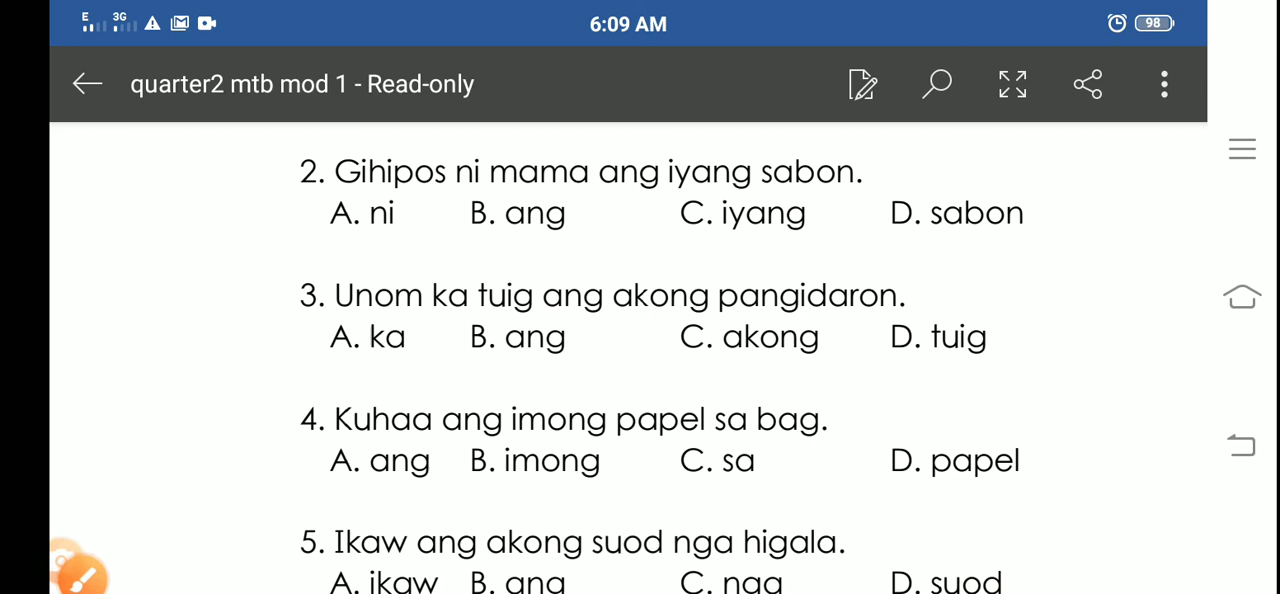 E 3G 6:09 AM 98
quarter2 mtb mod 1 - Read-only
2. Gihipos ni mama ang iyang sabon.
A. ni B. ang C. iyang D. sabon
3. Unom ka tuig ang akong pangidaron.
A. ka B. ang C. akong D. tuig
4. Kuhaa ang imong papel sa bag.
A. ang B. imong C. sa D. papel
5. Ikaw ang akong suod nga higala.
A. ikaw B. ang C. nga D. suod